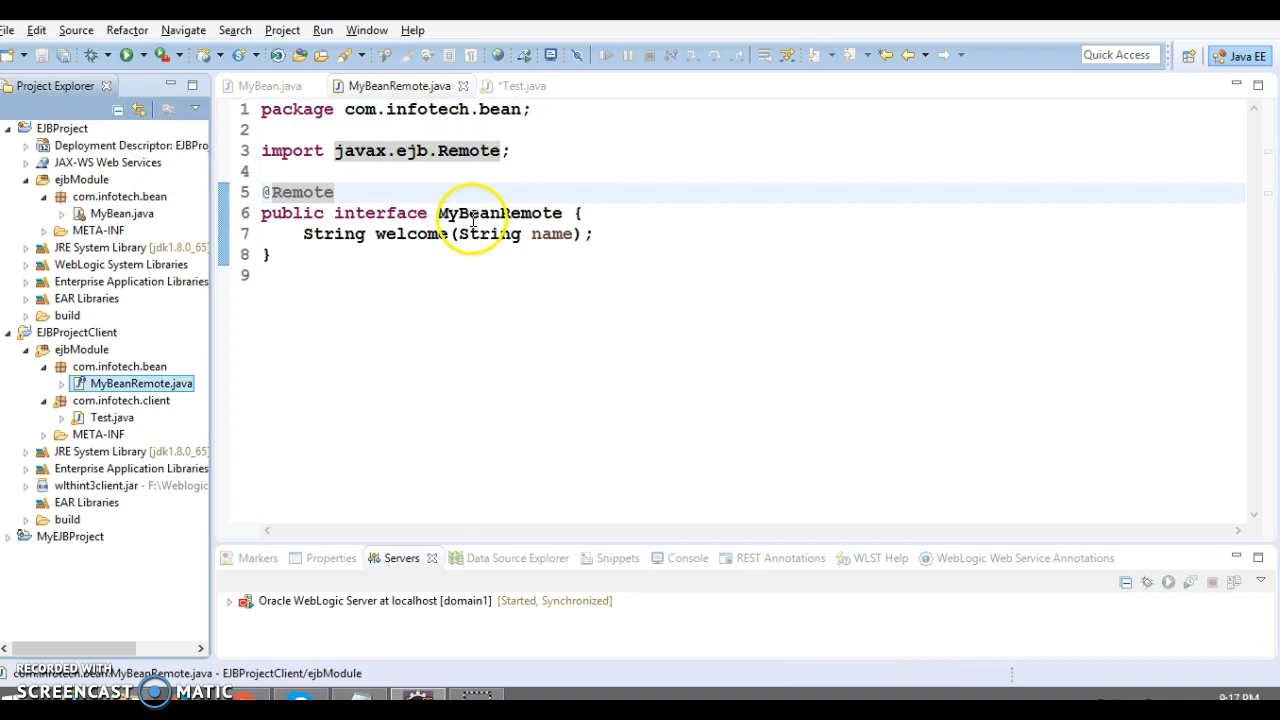 File Edit Source Refactor Navigate Search Project Run Window Help
Quick Access Java EE
Project Explorer
MyBean.java MyBeanRemote.java *Test.java
EJBProject
Deployment Descriptor: EJBPro
JAX-WS Web Services
ejbModule
com.infotech.bean
MyBean.java
META-INF
JRE System Library [jdk1.8.0_65]
WebLogic System Libraries
Enterprise Application Libraries
EAR Libraries
build
EJBProjectClient
ejbModule
com.infotech.bean
MyBeanRemote.java
com.infotech.client
Test.java
META-INF
JRE System Library [jdk1.8.0_65]
Enterprise Application Libraries
wlthint3client.jar - F:\Weblogic
EAR Libraries
build
MyEJBProject
1 package com.infotech.bean;
2
3 import javax.ejb.Remote;
4
5 @Remote
6 public interface MyBeanRemote {
7 String welcome(String name);
8 }
9
Markers Properties Servers Data Source Explorer Snippets Console REST Annotations WLST Help WebLogic Web Service Annotations
Oracle WebLogic Server at localhost [domain1] [Started, Synchronized]
com.infotech.bean.MyBeanRemote.java - EJBProjectClient/ejbModule
RECORDED WITH
SCREENCAST MATIC
9:17 PM